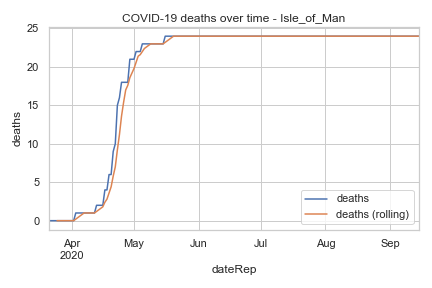 COVID-19 deaths over time - Isle_of_Man
deaths
25
20
15
10
5
0
deaths
deaths (rolling)
Apr May Jun Jul Aug Sep
2020
dateRep